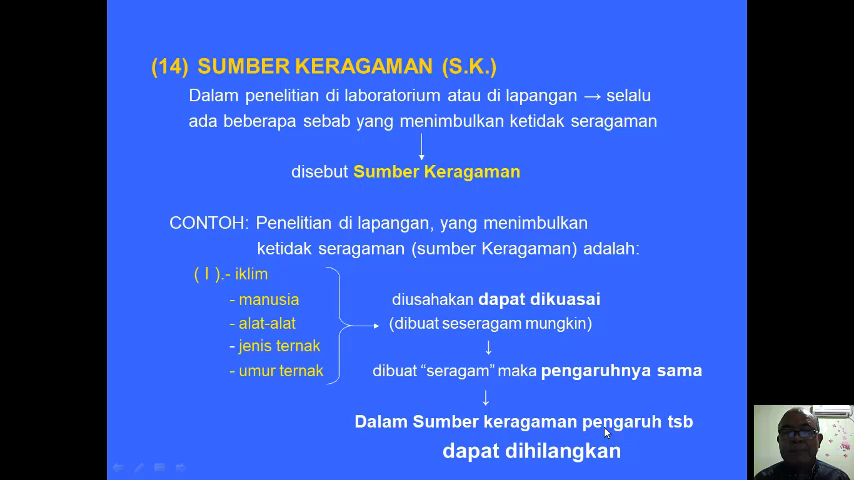 (14) SUMBER KERAGAMAN (S.K.)
Dalam penelitian di laboratorium atau di lapangan → selalu
ada beberapa sebab yang menimbulkan ketidak seragaman
disebut Sumber Keragaman
CONTOH: Penelitian di lapangan, yang menimbulkan
ketidak seragaman (sumber Keragaman) adalah:
( I ).- iklim
- manusia
- alat-alat
- jenis ternak
- umur ternak
diusahakan dapat dikuasai
(dibuat seseragam mungkin)
↓
dibuat “seragam” maka pengaruhnya sama
↓
Dalam Sumber keragaman pengaruh tsb
dapat dihilangkan